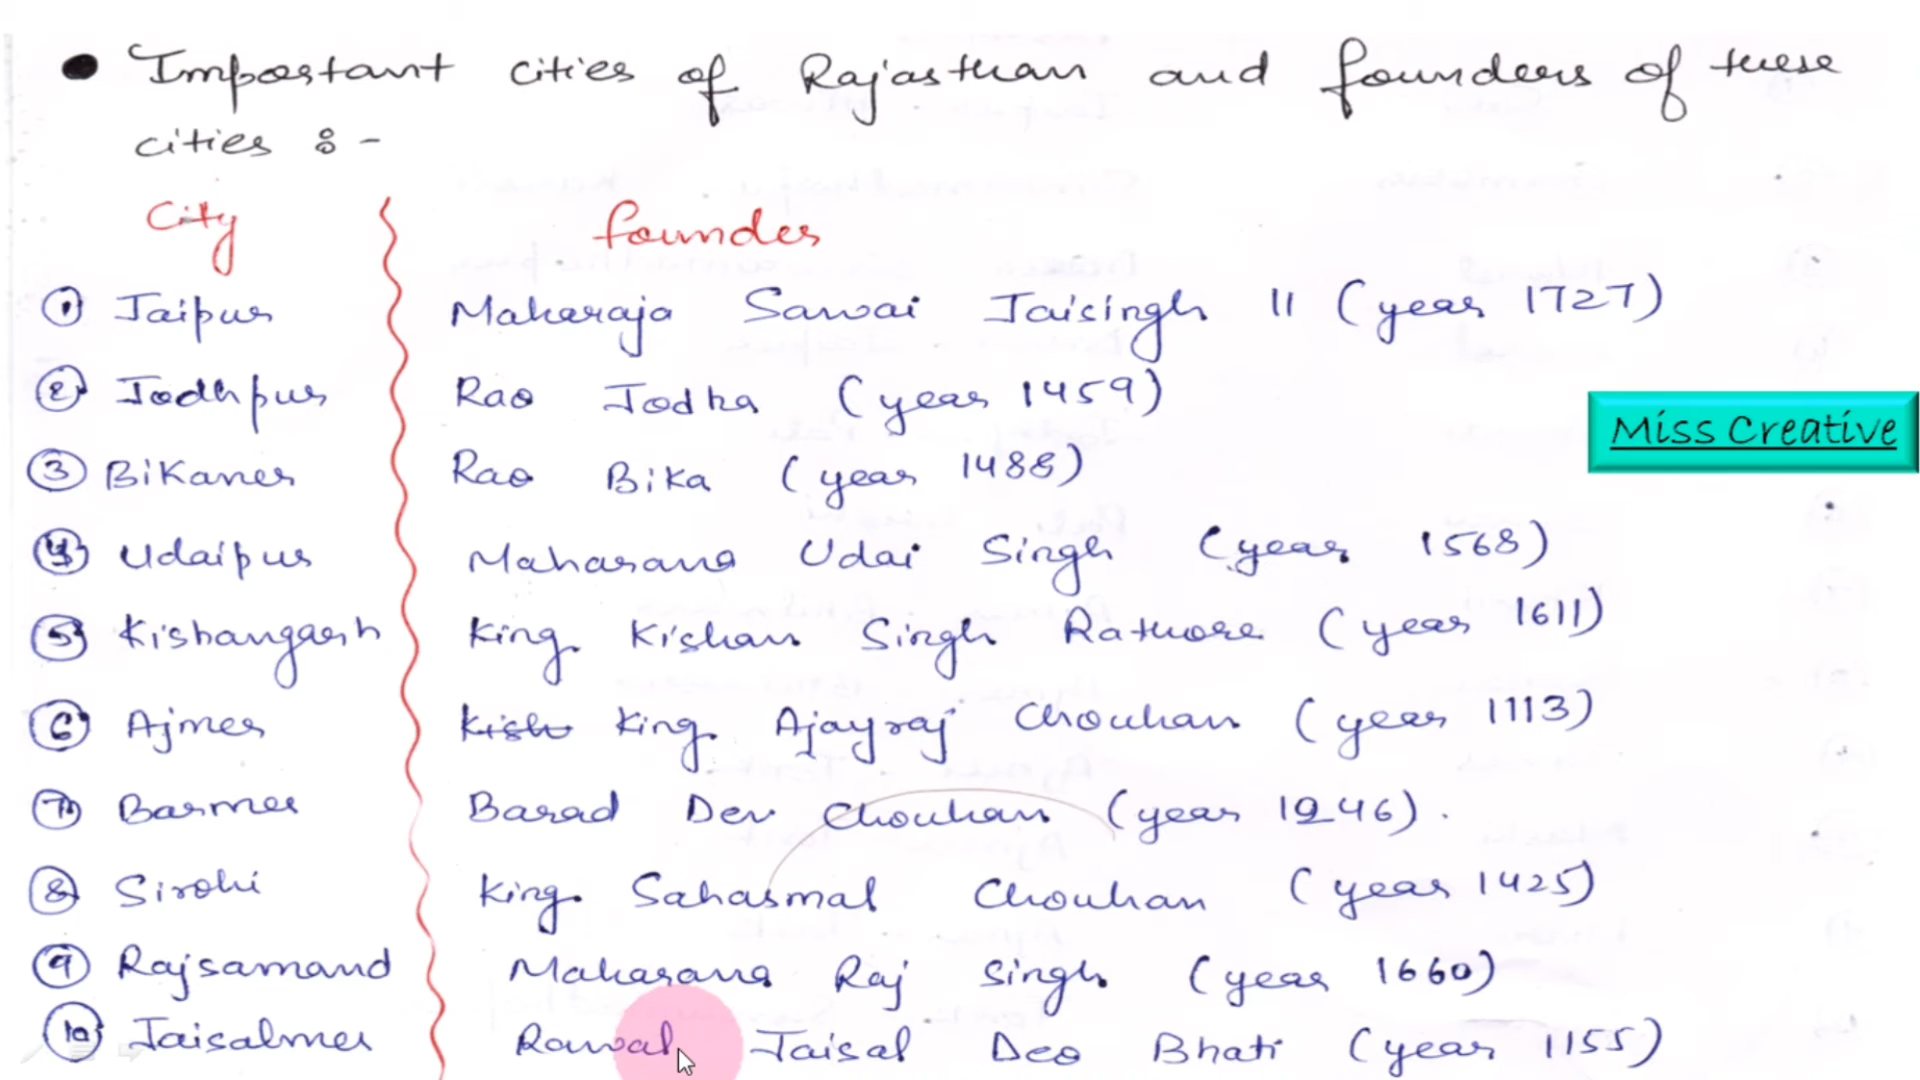 ● Important cities of Rajasthan and founders of these
cities :-
City founder
① Jaipur Maharaja Sawai Jaisingh II (year 1727)
② Jodhpur Rao Jodha (year 1459)
③ Bikaner Rao Bika (year 1488)
④ Udaipur Maharana Udai Singh (year 1568)
Miss Creative
⑤ Kishangarh King Kishan Singh Rathore (year 1611)
⑥ Ajmer Kish King Ajayraj Chouhan (year 1113)
⑦ Barmer Barad Dev Chouhan (year 1246).
⑧ Sirohi King Sahasmal Chouhan (year 1425)
⑨ Rajsamand Maharana Raj Singh (year 1660)
⑩ Jaisalmer Rawal Jaisal Deo Bhati (year 1155)